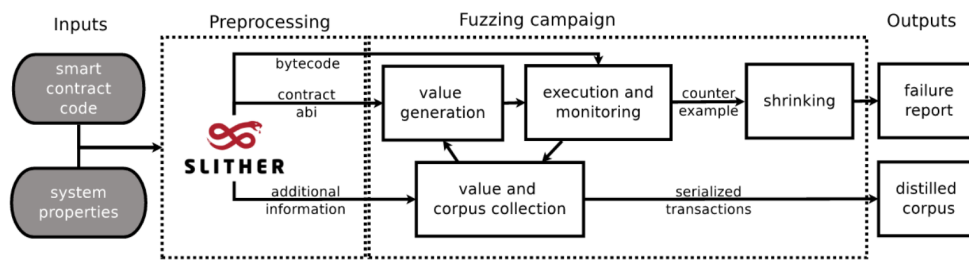 Inputs
Preprocessing
Fuzzing campaign
Outputs
smart
contract
code
system
properties
bytecode
contract
abi
SLITHER
additional
information
value
generation
execution and
monitoring
counter
example
shrinking
failure
report
value and
corpus collection
serialized
transactions
distilled
corpus